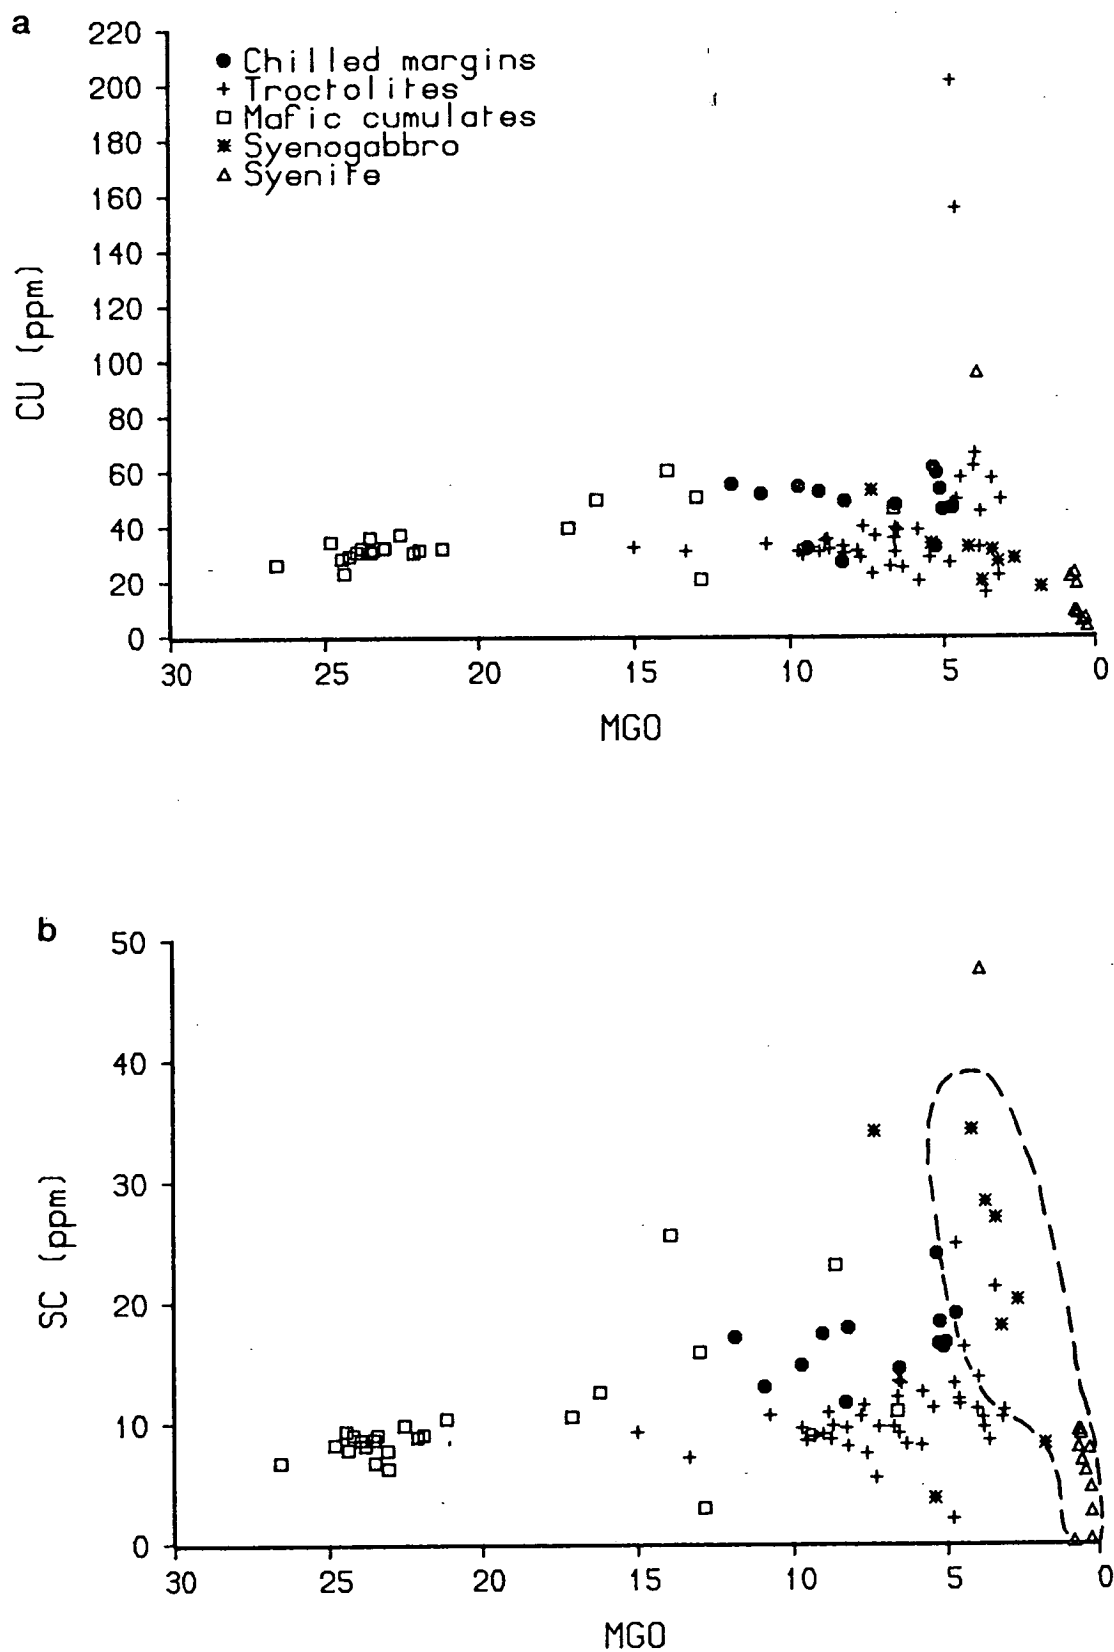 a
220
200
180
160
140
120
100
80
60
40
20
0
CU (ppm)
Chilled margins
Troctolites
Mafic cumulates
Syenogabbro
Syenite
30 25 20 15 10 5 0
MGO
b
50
40
30
20
10
0
SC (ppm)
30 25 20 15 10 5 0
MGO